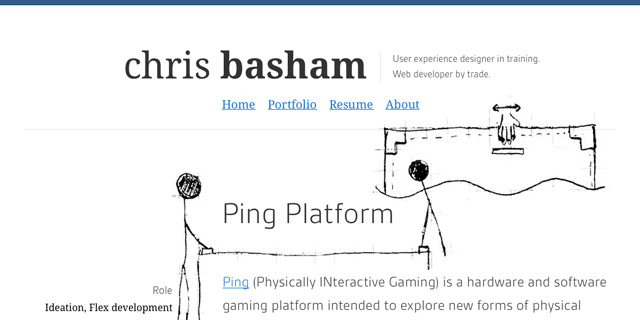 chris basham
User experience designer in training.
Web developer by trade.
Home Portfolio Resume About
Ping Platform
Role
Ideation, Flex development
Ping (Physically INteractive Gaming) is a hardware and software
gaming platform intended to explore new forms of physical